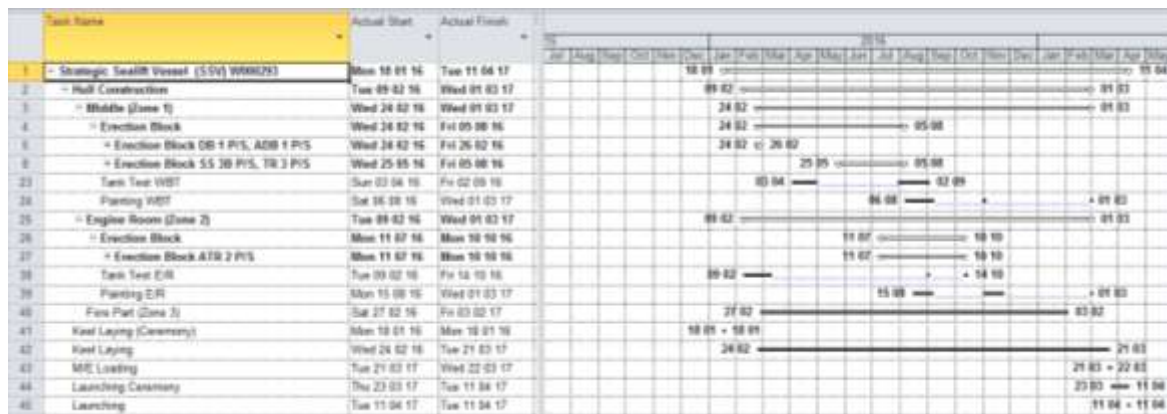 Task Name Actual Start Actual Finish
2016
Jul Aug Sep Oct Nov Dec Jan Feb Mar Apr May Jun Jul Aug Sep Oct Nov Dec Jan Feb Mar Apr Ma
1 Strategic Sealift Vessel (SSV) W000293 Mon 18 01 16 Tue 11 04 17 18 01 11 04
2 Hull Construction Tue 09 02 16 Wed 01 03 17 09 02 01 03
3 Middle (Zone 1) Wed 24 02 16 Wed 01 03 17 24 02 01 03
4 Erection Block Wed 24 02 16 Fri 05 08 16 24 02 05 08
5 Erection Block DB 1 P/S, ADB 1 P/S Wed 24 02 16 Fri 26 02 16 24 02 26 02
Erection Block SS 3B P/S, TR 3 P/S Wed 25 05 16 Fri 05 08 16 25 05 05 08
23 Tank Test WBT Sun 03 04 16 Fri 02 09 16 03 04 02 09
24 Painting WBT Sat 06 08 16 Wed 01 03 17 06 08 01 03
25 Engine Room (Zone 2) Tue 09 02 16 Wed 01 03 17 09 02 01 03
26 Erection Block Mon 11 07 16 Mon 10 10 16 11 07 10 10
27 Erection Block ATR 2 P/S Mon 11 07 16 Mon 10 10 16 11 07 10 10
38 Tank Test E/R Tue 09 02 16 Fri 14 10 16 09 02 14 10
39 Painting E/R Mon 15 08 16 Wed 01 03 17 15 08 01 03
40 Fore Part (Zone 3) Sat 27 02 16 Fri 03 02 17 27 02 03 02
41 Keel Laying (Ceremony) Mon 18 01 16 Mon 18 01 16 18 01 18 01
42 Keel Laying Wed 24 02 16 Tue 21 03 17 24 02 21 03
43 M/E Loading Tue 21 03 17 Wed 22 03 17 21 03 22 03
44 Launching Ceremony Thu 23 03 17 Tue 11 04 17 23 03 11 04
45 Launching Tue 11 04 17 Tue 11 04 17 11 04 11 04